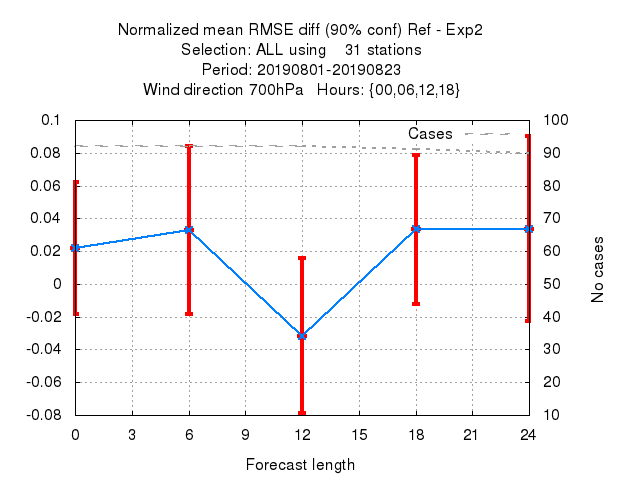 Normalized mean RMSE diff (90% conf) Ref - Exp2
Selection: ALL using    31 stations
Period: 20190801-20190823
Wind direction 700hPa   Hours: {00,06,12,18}
Cases
0.1
0.08
0.06
0.04
0.02
0
-0.02
-0.04
-0.06
-0.08
100
90
80
70
60
50
40
30
20
10
No cases
0 3 6 9 12 15 18 21 24
Forecast length